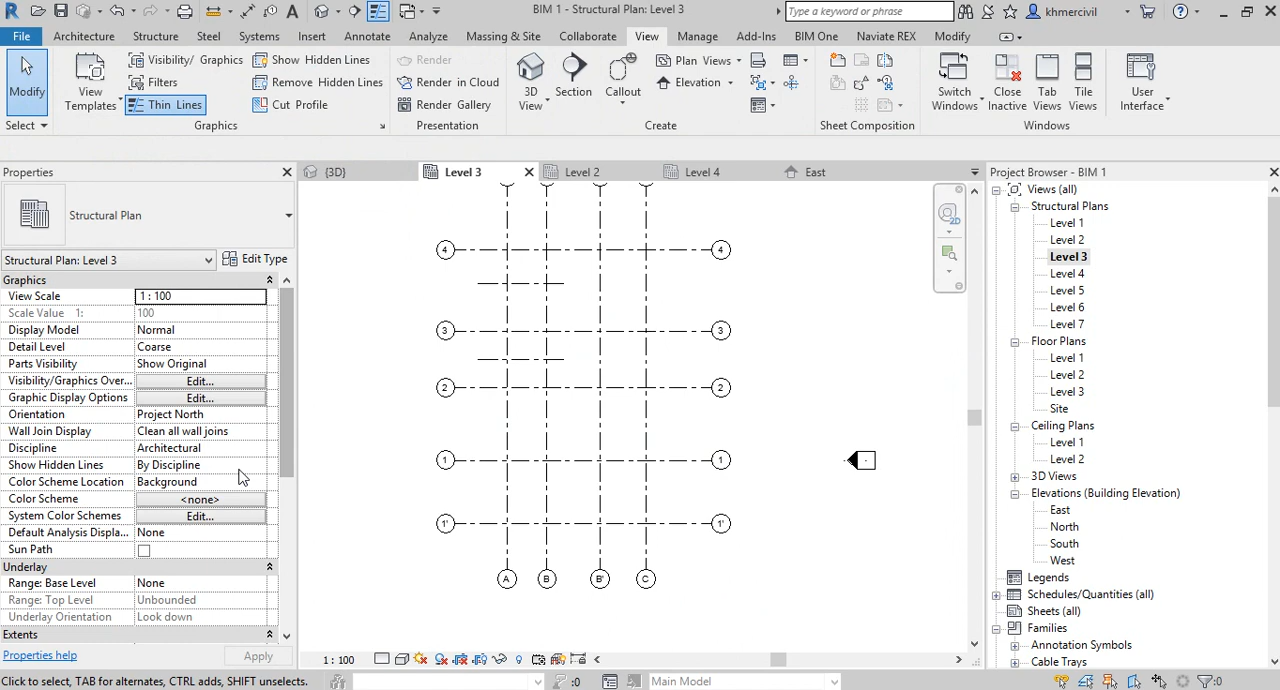 BIM 1 - Structural Plan: Level 3
Type a keyword or phrase
khmercivil
File Architecture Structure Steel Systems Insert Annotate Analyze Massing & Site Collaborate View Manage Add-Ins BIM One Naviate REX Modify
Modify
Select
View
Templates
Visibility/ Graphics
Filters
Thin Lines
Show Hidden Lines
Remove Hidden Lines
Cut Profile
Graphics
Render
Render in Cloud
Render Gallery
Presentation
3D
View
Section
Callout
Plan Views
Elevation
Create
Sheet Composition
Switch
Windows
Close
Inactive
Tab
Views
Tile
Views
User
Interface
Windows
Properties
Structural Plan
Structural Plan: Level 3 Edit Type
Graphics
View Scale 1 : 100
Scale Value 1: 100
Display Model Normal
Detail Level Coarse
Parts Visibility Show Original
Visibility/Graphics Over... Edit...
Graphic Display Options Edit...
Orientation Project North
Wall Join Display Clean all wall joins
Discipline Architectural
Show Hidden Lines By Discipline
Color Scheme Location Background
Color Scheme <none>
System Color Schemes Edit...
Default Analysis Displa... None
Sun Path
Underlay
Range: Base Level None
Range: Top Level Unbounded
Underlay Orientation Look down
Extents
Properties help Apply
{3D} Level 3 Level 2 Level 4 East
2D
4 4
3 3
2 2
1 1
1' 1'
A B B' C
1 : 100
Project Browser - BIM 1
Views (all)
Structural Plans
Level 1
Level 2
Level 3
Level 4
Level 5
Level 6
Level 7
Floor Plans
Level 1
Level 2
Level 3
Site
Ceiling Plans
Level 1
Level 2
3D Views
Elevations (Building Elevation)
East
North
South
West
Legends
Schedules/Quantities (all)
Sheets (all)
Families
Annotation Symbols
Cable Trays
Click to select, TAB for alternates, CTRL adds, SHIFT unselects. :0 Main Model :0